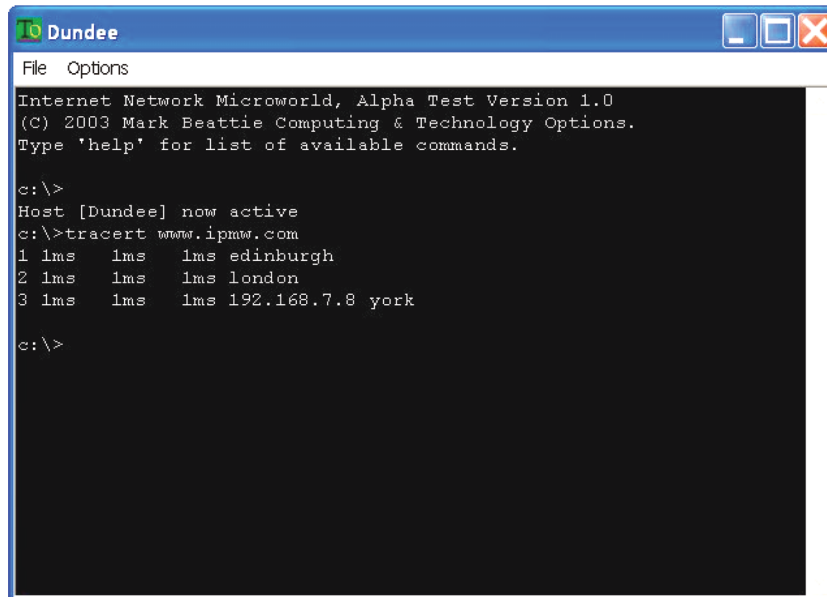 To Dundee
File Options
Internet Network Microworld, Alpha Test Version 1.0
(C) 2003 Mark Beattie Computing & Technology Options.
Type 'help' for list of available commands.
c:\>
Host [Dundee] now active
c:\>tracert www.ipmw.com
1 1ms 1ms 1ms edinburgh
2 1ms 1ms 1ms london
3 1ms 1ms 1ms 192.168.7.8 york
c:\>